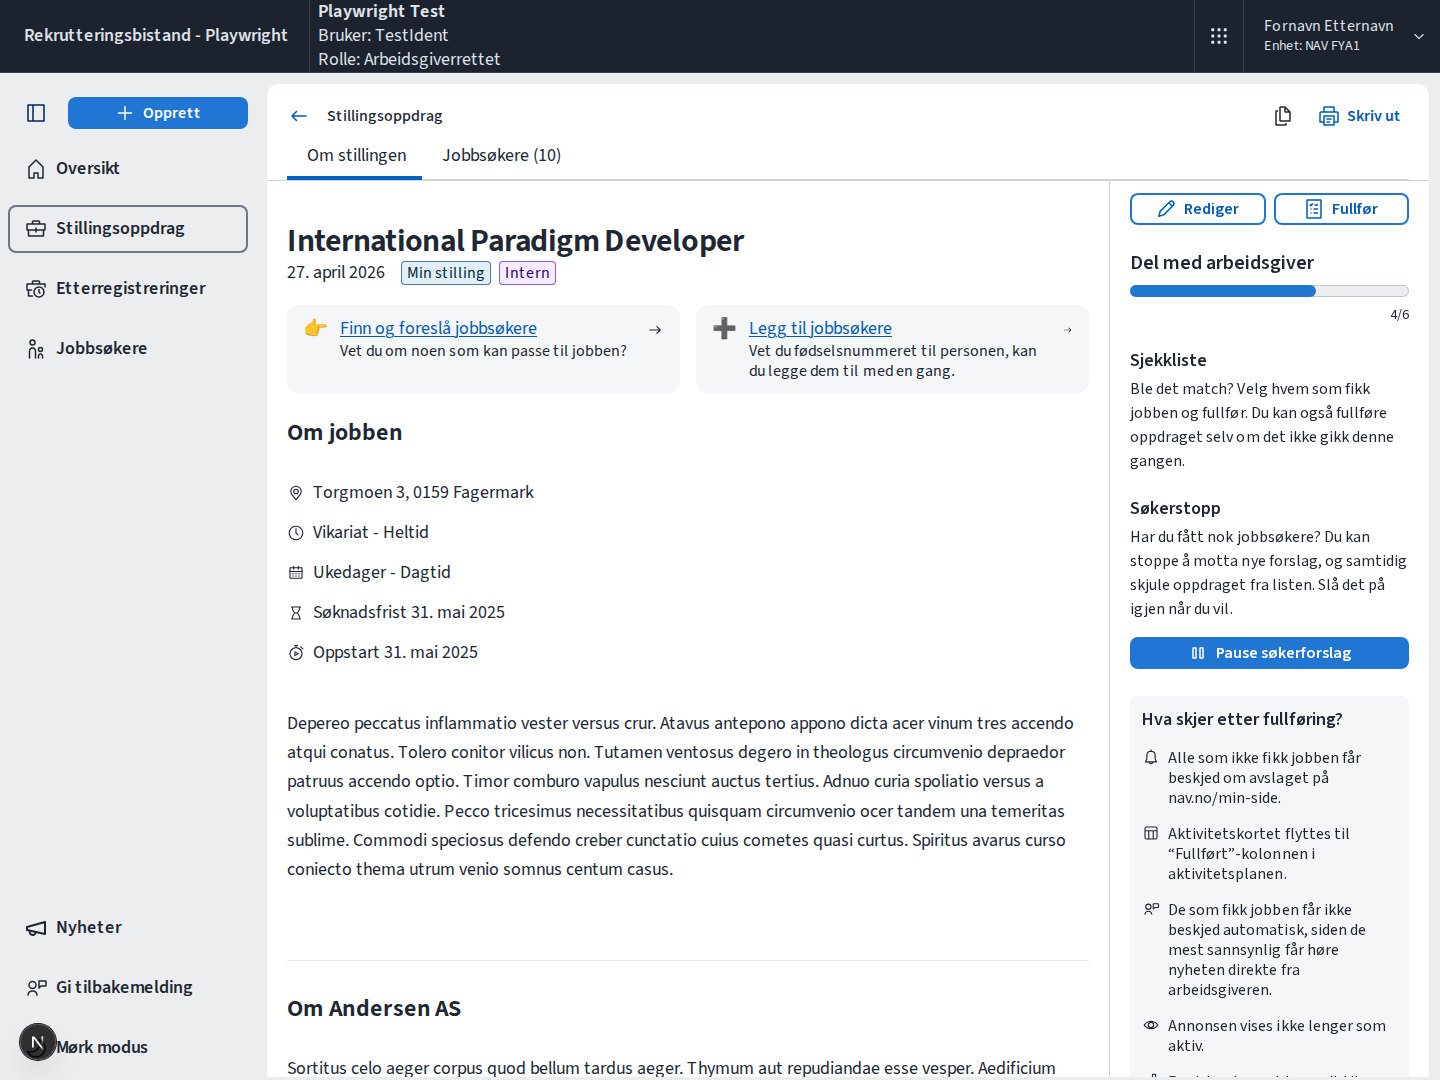 Rekrutteringsbistand - Playwright
Playwright Test
Bruker: TestIdent
Rolle: Arbeidsgiverrettet
Fornavn Etternavn
Enhet: NAV FYA1
Opprett
Oversikt
Stillingsoppdrag
Etterregistreringer
Jobbsøkere
Nyheter
Gi tilbakemelding
N
Mørk modus
Stillingsoppdrag
Skriv ut
Om stillingen
Jobbsøkere (10)
International Paradigm Developer
27. april 2026
Min stilling
Intern
Finn og foreslå jobbsøkere
Vet du om noen som kan passe til jobben?
Legg til jobbsøkere
Vet du fødselsnummeret til personen, kan
du legge dem til med en gang.
Om jobben
Torgmoen 3, 0159 Fagermark
Vikariat - Heltid
Ukedager - Dagtid
Søknadsfrist 31. mai 2025
Oppstart 31. mai 2025
Depereo peccatus inflammatio vester versus crur. Atavus antepono appono dicta acer vinum tres accendo
atqui conatus. Tolero conitor vilicus non. Tutamen ventosus degero in theologus circumvenio depraedor
patruus accendo optio. Timor comburo vapulus nesciunt auctus tertius. Adnuo curia spoliatio versus a
voluptatibus cotidie. Pecco tricesimus necessitatibus quisquam circumvenio ocer tandem una temeritas
sublime. Commodi speciosus defendo creber cunctatio cuius cometes quasi curtus. Spiritus avarus curso
coniecto thema utrum venio somnus centum casus.
Om Andersen AS
Sortitus celo aeger corpus quod bellum tardus aeger. Thymum aut repudiandae esse vesper. Aedificium
Rediger
Fullfør
Del med arbeidsgiver
4/6
Sjekkliste
Ble det match? Velg hvem som fikk
jobben og fullfør. Du kan også fullføre
oppdraget selv om det ikke gikk denne
gangen.
Søkerstopp
Har du fått nok jobbsøkere? Du kan
stoppe å motta nye forslag, og samtidig
skjule oppdraget fra listen. Slå det på
igjen når du vil.
Pause søkerforslag
Hva skjer etter fullføring?
Alle som ikke fikk jobben får
beskjed om avslaget på
nav.no/min-side.
Aktivitetskortet flyttes til
“Fullført”-kolonnen i
aktivitetsplanen.
De som fikk jobben får ikke
beskjed automatisk, siden de
mest sannsynlig får høre
nyheten direkte fra
arbeidsgiveren.
Annonsen vises ikke lenger som
aktiv.